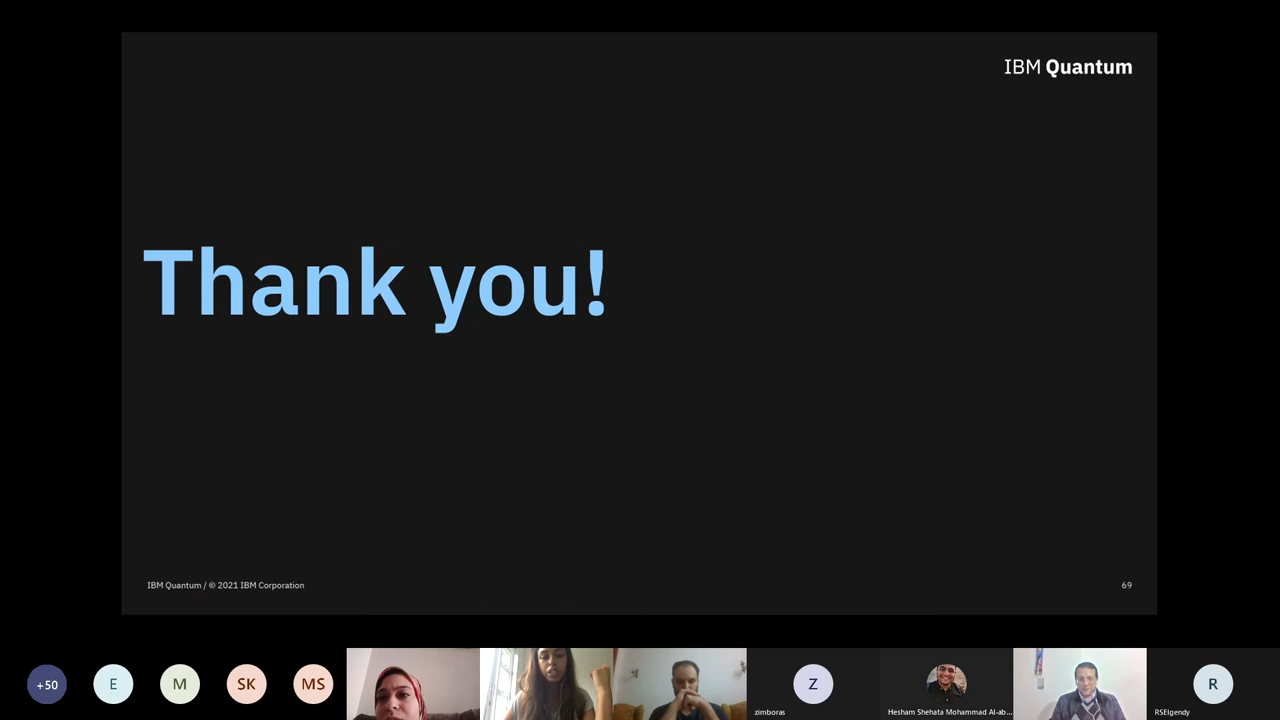 IBM Quantum
Thank you!
IBM Quantum / © 2021 IBM Corporation
69
+50
E
M
SK
MS
Z
zimboras
Hesham Shehata Mohammad Al-ab...
R
RSElgendy